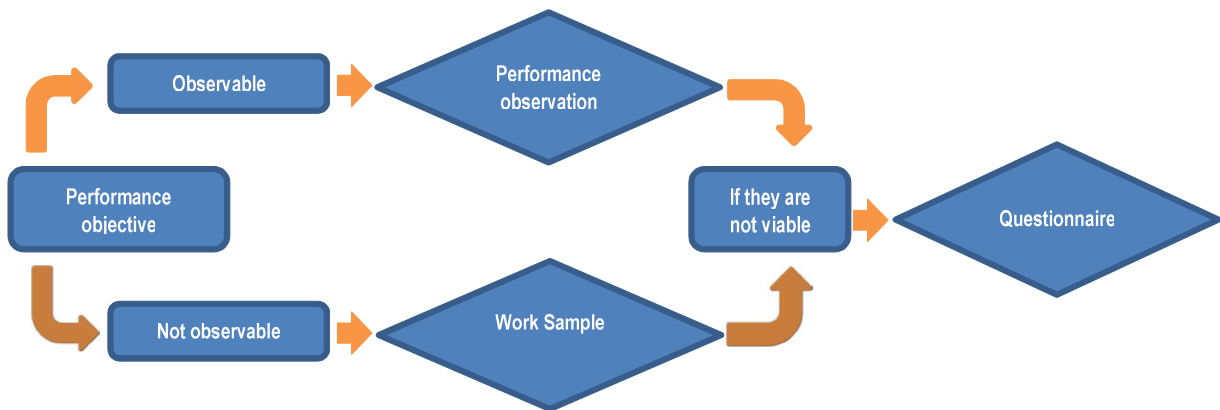 Observable
Performance
observation
Performance
objective
If they are
not viable
Questionnaire
Not observable
Work Sample